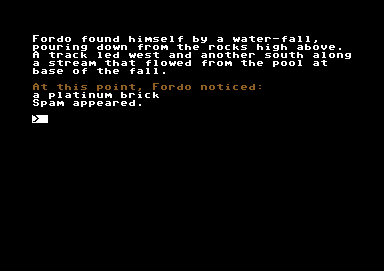 Fordo found himself by a water-fall,
pouring down from the rocks high above.
A track led west and another south along
a stream that flowed from the pool at
base of the fall.
At this point, Fordo noticed:
a platinum brick
Spam appeared.
>